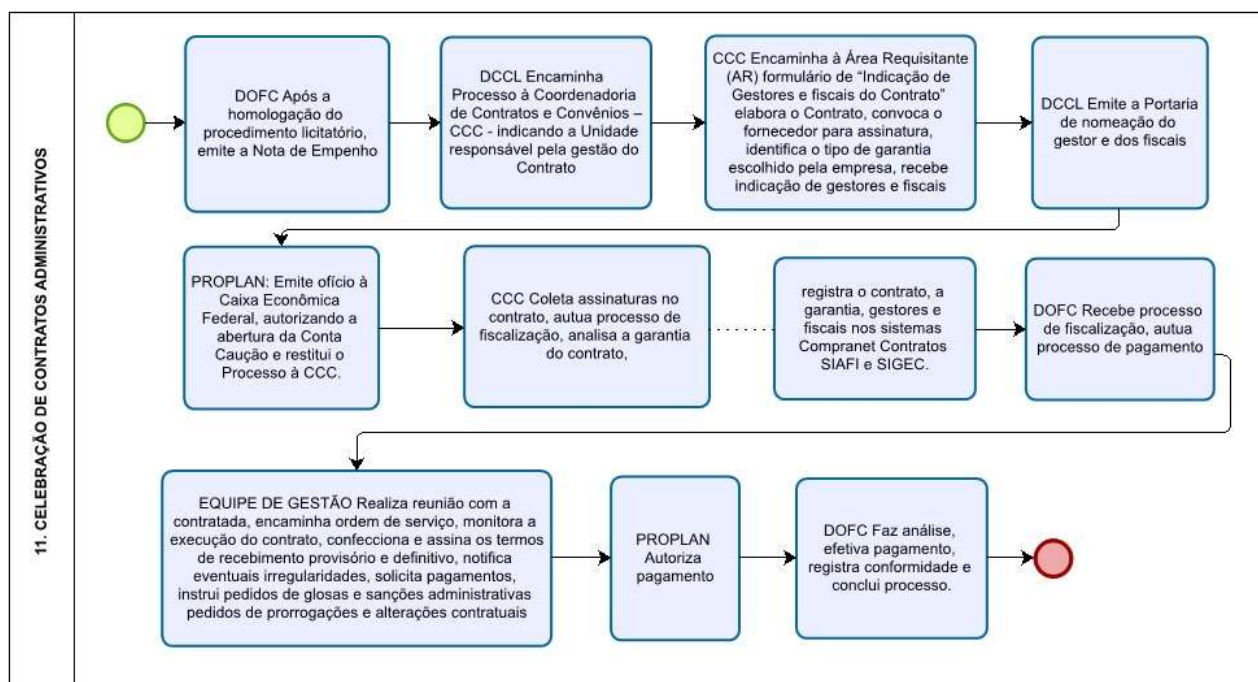 11. CELEBRAÇÃO DE CONTRATOS ADMINISTRATIVOS
DOFC Após a
homologação do
procedimento licitatório,
emite a Nota de Empenho
DCCL Encaminha
Processo à Coordenadoria
de Contratos e Convênios –
CCC - indicando a Unidade
responsável pela gestão do
Contrato
CCC Encaminha à Área Requisitante
(AR) formulário de “Indicação de
Gestores e fiscais do Contrato”
elabora o Contrato, convoca o
fornecedor para assinatura,
identifica o tipo de garantia
escolhido pela empresa, recebe
indicação de gestores e fiscais
DCCL Emite a Portaria
de nomeação do
gestor e dos fiscais
PROPLAN: Emite ofício à
Caixa Econômica
Federal, autorizando a
abertura da Conta
Caução e restitui o
Processo à CCC.
CCC Coleta assinaturas no
contrato, autua processo de
fiscalização, analisa a garantia
do contrato,
registra o contrato, a
garantia, gestores e
fiscais nos sistemas
Compranet Contratos
SIAFI e SIGEC.
DOFC Recebe processo
de fiscalização, autua
processo de pagamento
EQUIPE DE GESTÃO Realiza reunião com a
contratada, encaminha ordem de serviço, monitora a
execução do contrato, confecciona e assina os termos
de recebimento provisório e definitivo, notifica
eventuais irregularidades, solicita pagamentos,
instrui pedidos de glosas e sanções administrativas
pedidos de prorrogações e alterações contratuais
PROPLAN
Autoriza
pagamento
DOFC Faz análise,
efetiva pagamento,
registra conformidade e
conclui processo.